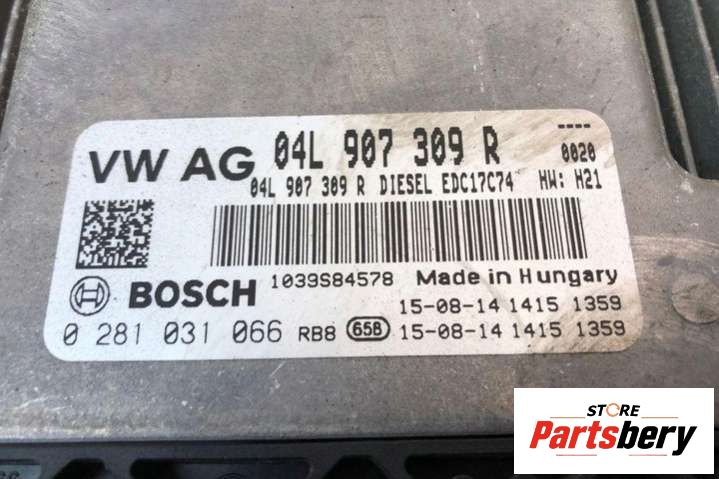 VW AG 04L 907 309 R ----
0020
04L 907 309 R DIESEL EDC17C74 HW: H21
1039S84578 Made in Hungary
BOSCH 15-08-14 1415 1359
0 281 031 066 RB8 658 15-08-14 1415 1359
STORE
Partsbery